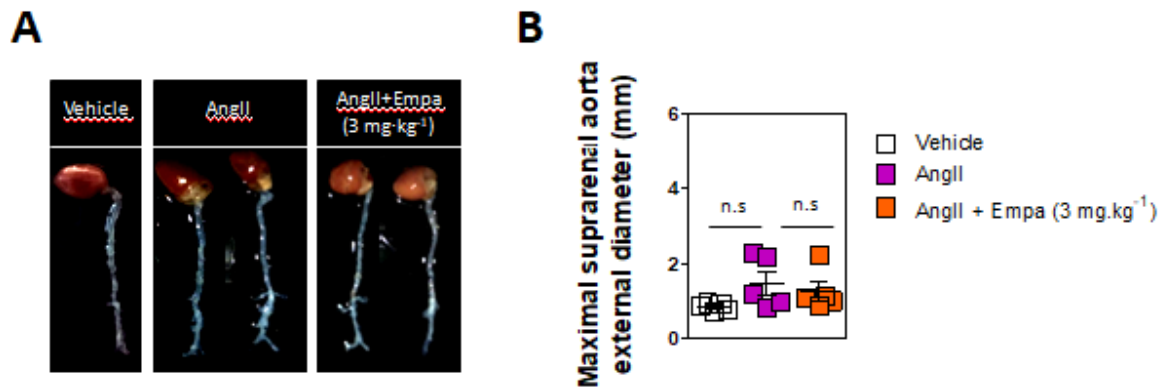 A
Vehicle
AngII
AngII+Empa
(3 mg·kg⁻¹)
B
Maximal suprarenal aorta
external diameter (mm)
6
4
2
0
n.s
n.s
Vehicle
AngII
AngII + Empa (3 mg.kg⁻¹)